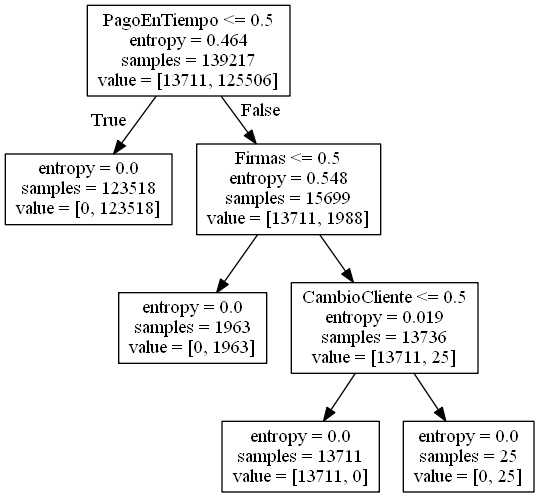 PagoEnTiempo <= 0.5
entropy = 0.464
samples = 139217
value = [13711, 125506]
True
False
entropy = 0.0
samples = 123518
value = [0, 123518]
Firmas <= 0.5
entropy = 0.548
samples = 15699
value = [13711, 1988]
entropy = 0.0
samples = 1963
value = [0, 1963]
CambioCliente <= 0.5
entropy = 0.019
samples = 13736
value = [13711, 25]
entropy = 0.0
samples = 13711
value = [13711, 0]
entropy = 0.0
samples = 25
value = [0, 25]